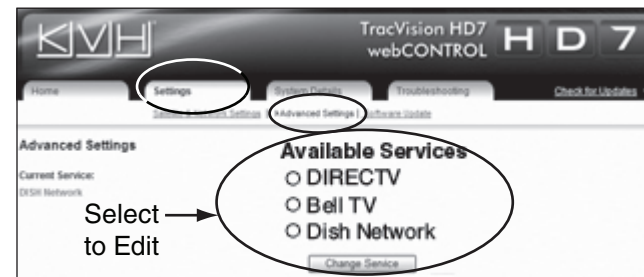 KVH
TracVision HD7
webCONTROL
HD7
Home
Settings
System Details
Troubleshooting
Check for Updates
Advanced Settings
Software Update
Advanced Settings
Current Service:
DISH Network
Available Services
DIRECTV
Bell TV
Dish Network
Change Service
Select
to Edit